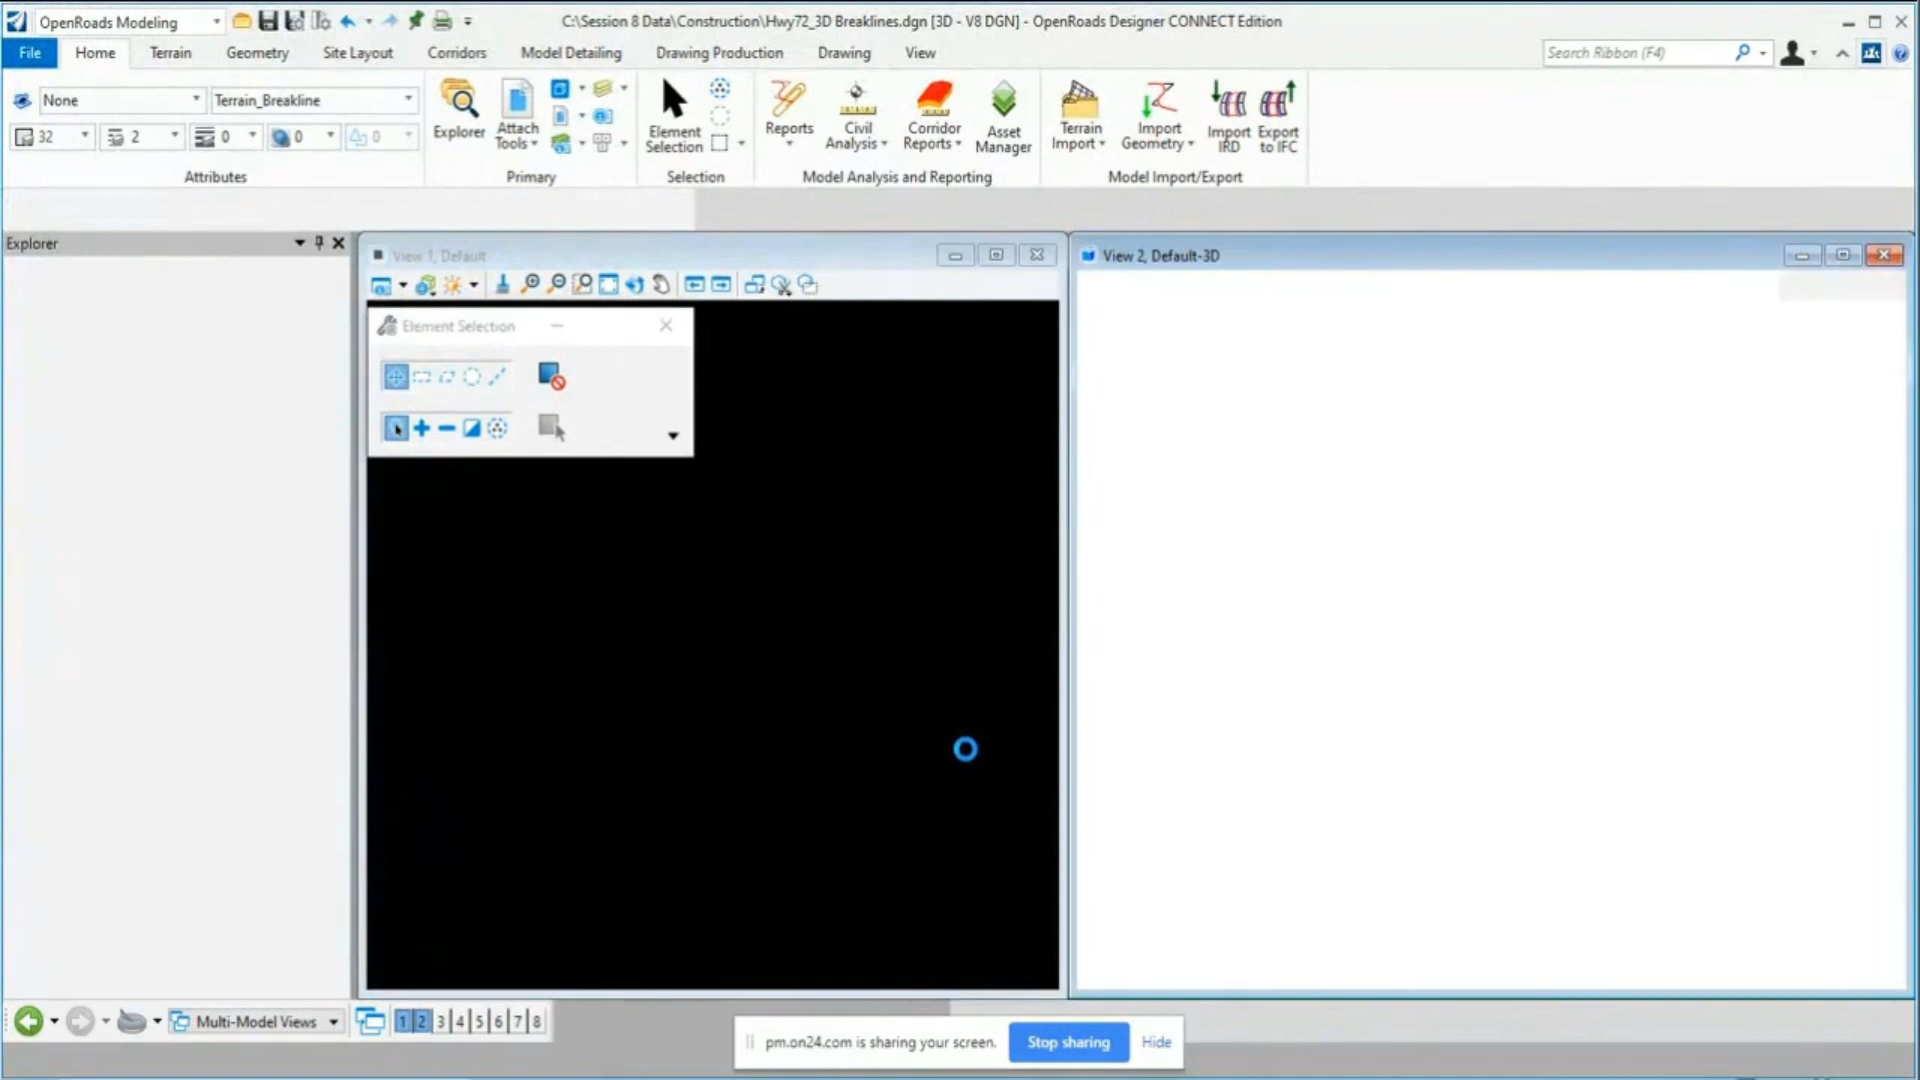 OpenRoads Modeling
C:\Session 8 Data\Construction\Hwy72_3D Breaklines.dgn [3D - V8 DGN] - OpenRoads Designer CONNECT Edition
File Home Terrain Geometry Site Layout Corridors Model Detailing Drawing Production Drawing View
Search Ribbon (F4)
None Terrain_Breakline
32 2 0 0 0
Explorer
Attach
Tools
Element
Selection
Reports
Civil
Analysis
Corridor
Reports
Asset
Manager
Terrain
Import
Import
Geometry
Import
IRD
Export
to IFC
Attributes Primary Selection Model Analysis and Reporting Model Import/Export
Explorer
View 1, Default
View 2, Default-3D
Element Selection
Multi-Model Views
1 2 3 4 5 6 7 8
pm.on24.com is sharing your screen.
Stop sharing
Hide